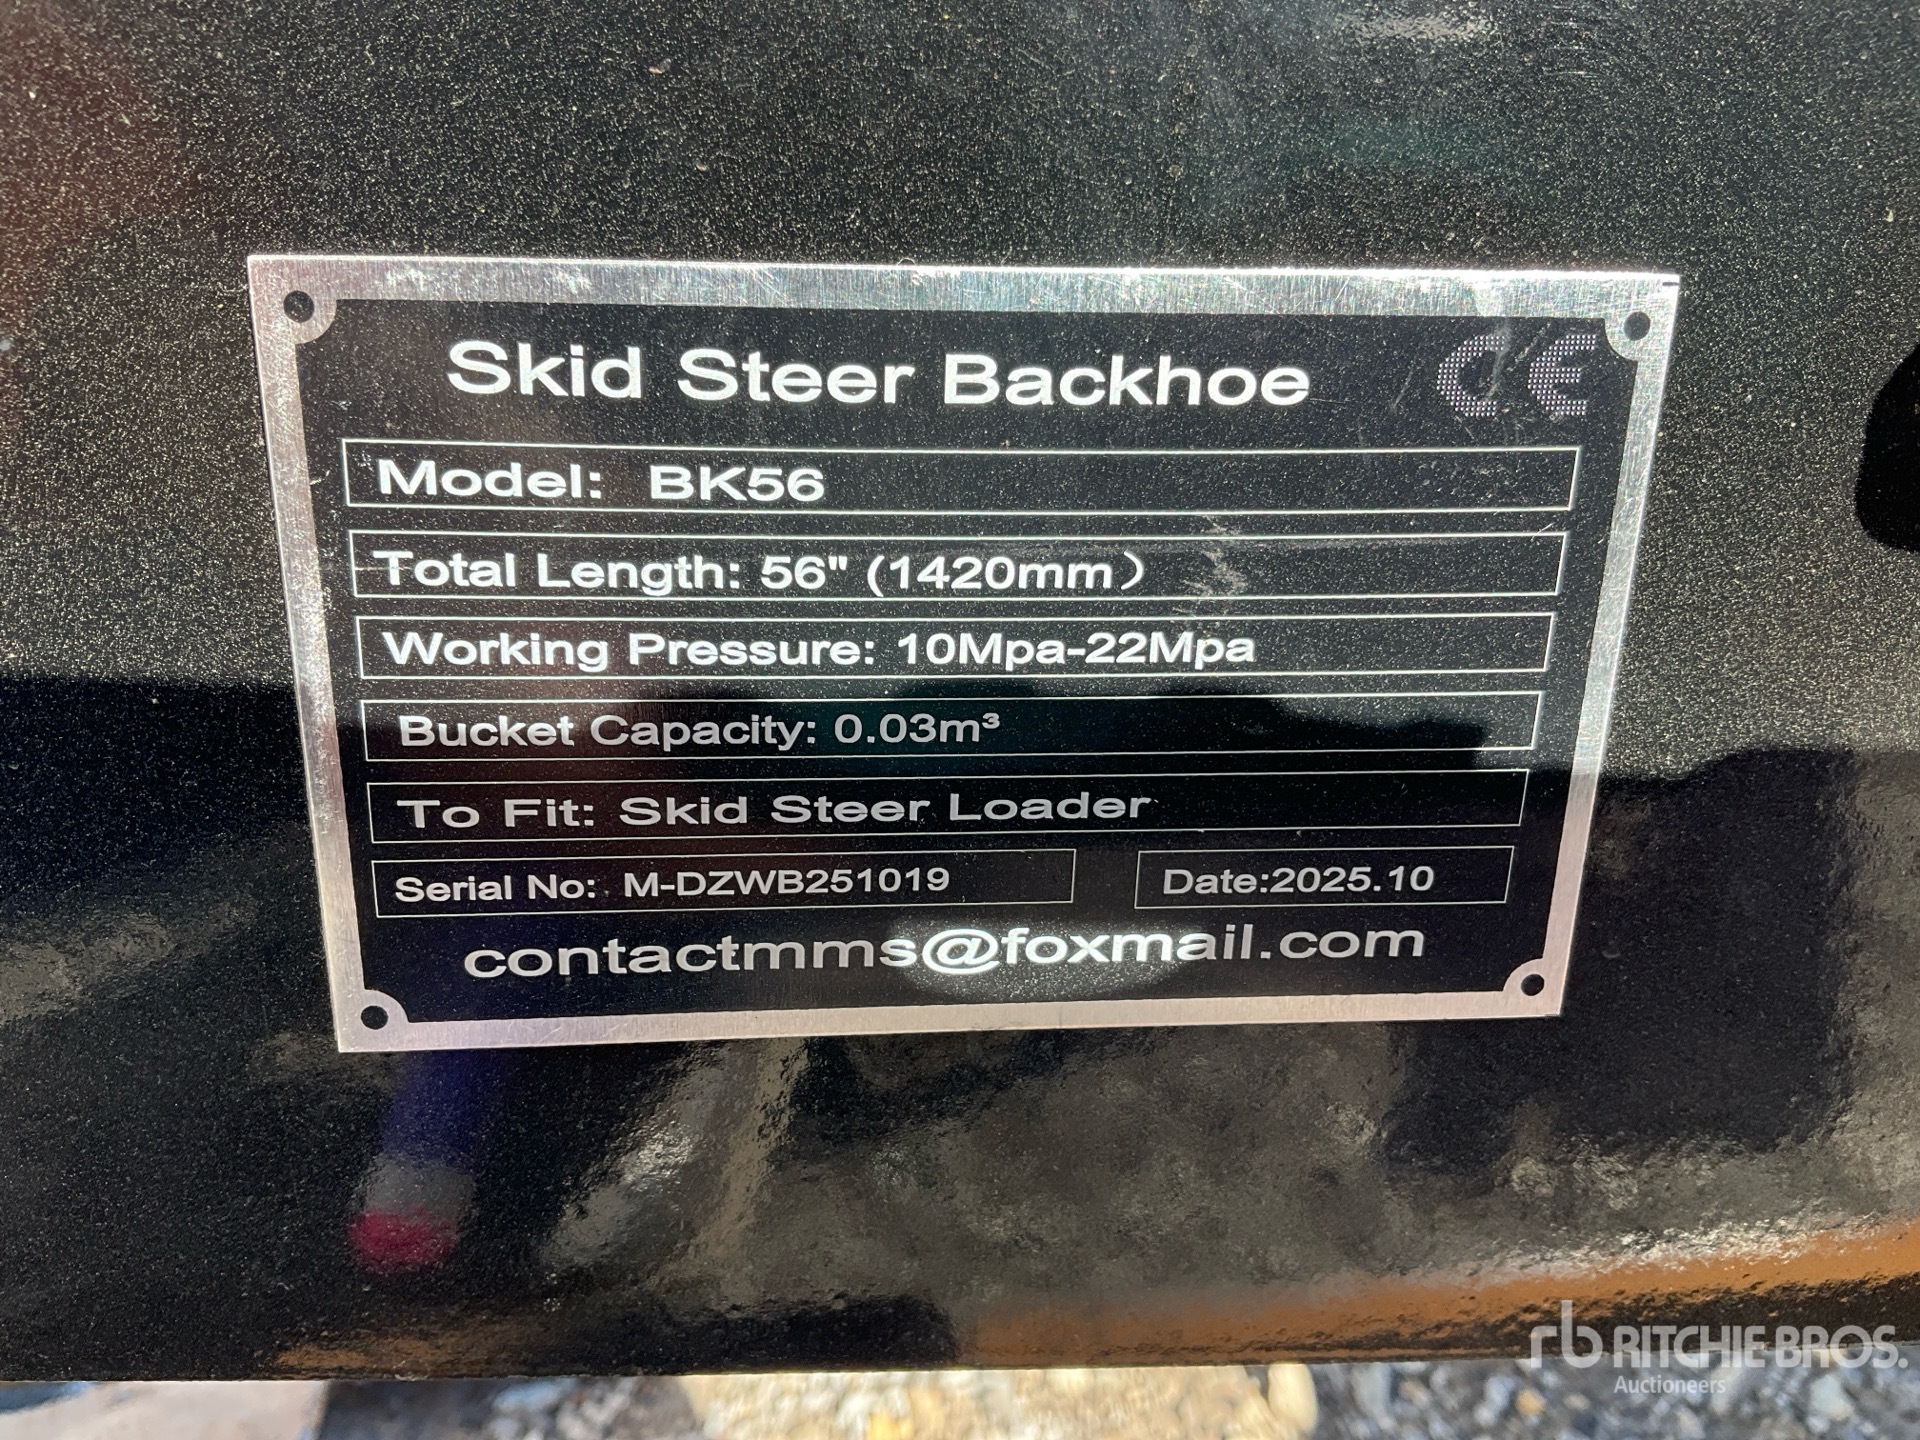 Skid Steer Backhoe CE
Model: BK56
Total Length: 56" (1420mm）
Working Pressure: 10Mpa-22Mpa
Bucket Capacity: 0.03m³
To Fit: Skid Steer Loader
Serial No: M-DZWB251019 Date:2025.10
contactmms@foxmail.com
rb RITCHIE BROS.
Auctioneers